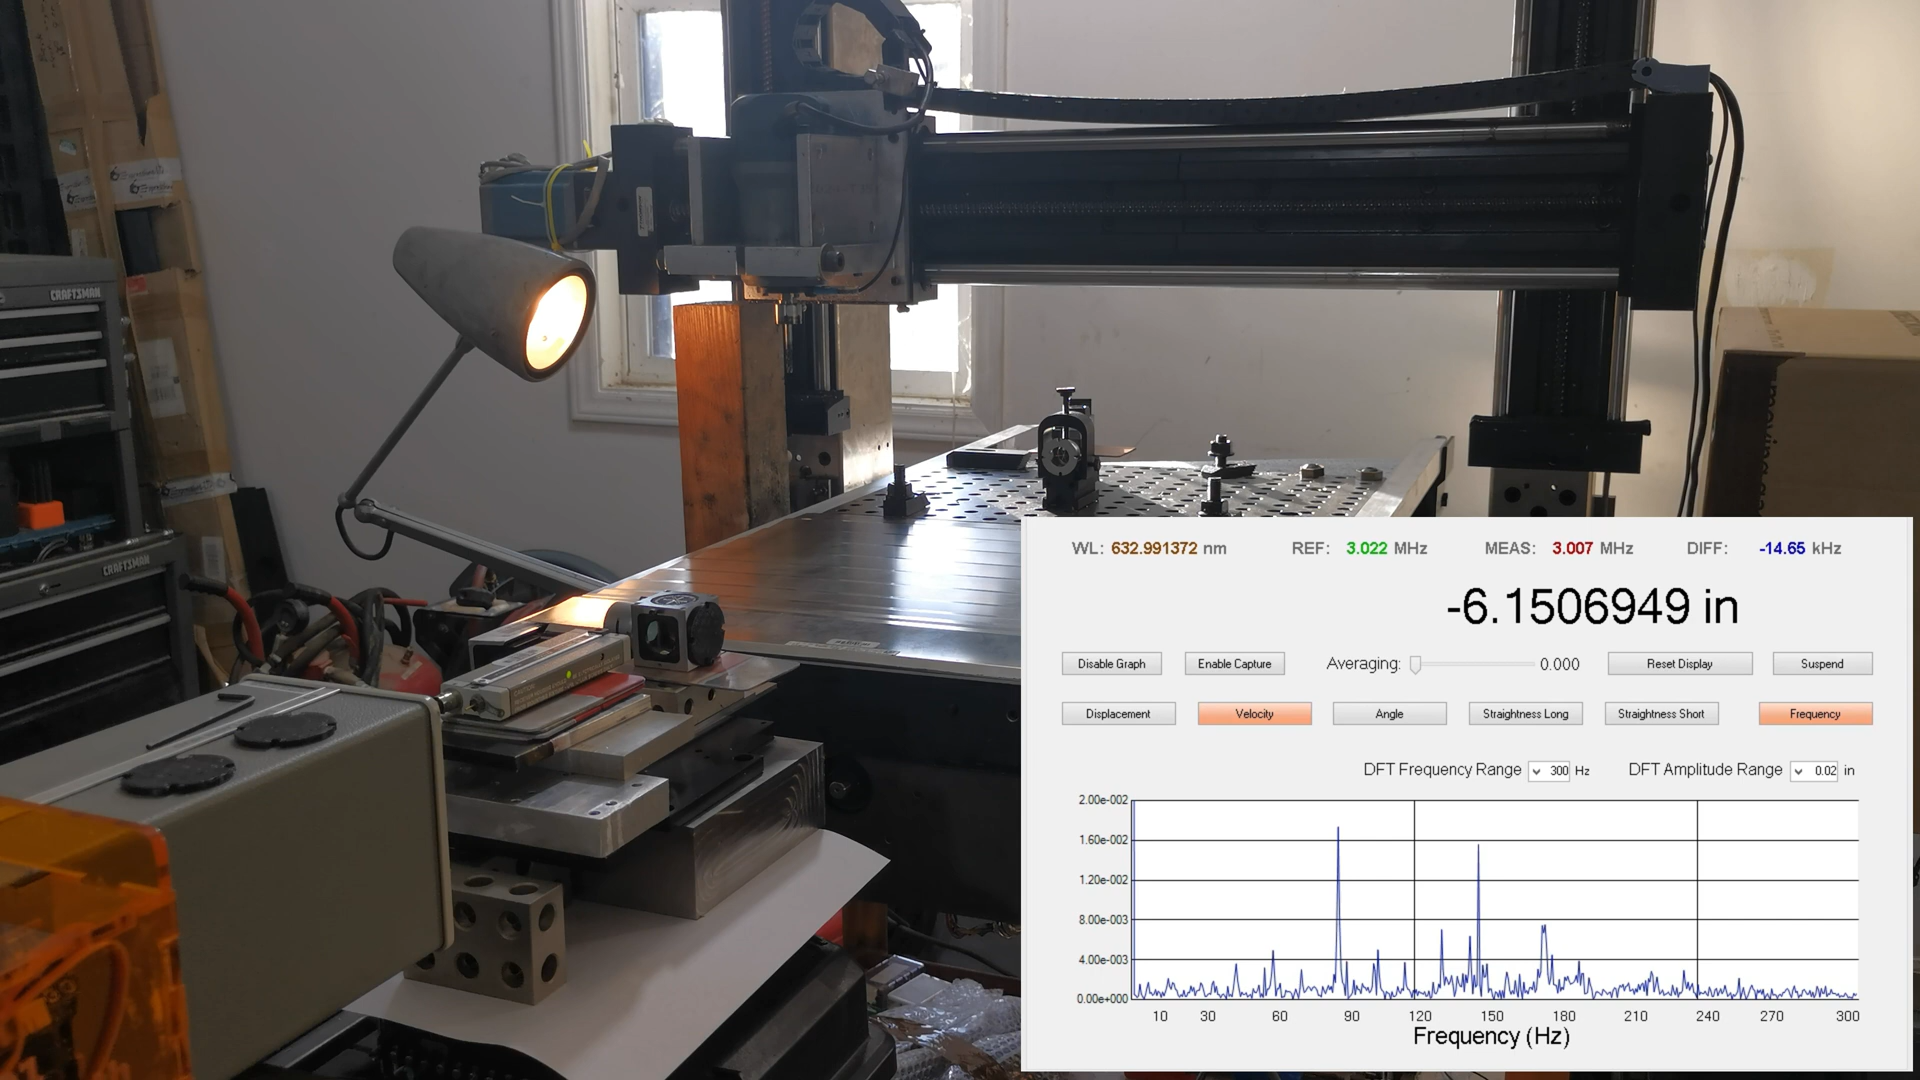 CRAFTSMAN
CRAFTSMAN
WL: 632.991372 nm REF: 3.022 MHz MEAS: 3.007 MHz DIFF: -14.65 kHz
-6.1506949 in
Disable Graph Enable Capture Averaging: 0.000 Reset Display Suspend
Displacement Velocity Angle Straightness Long Straightness Short Frequency
DFT Frequency Range 300 Hz DFT Amplitude Range 0.02 in
2.00e-002
1.60e-002
1.20e-002
8.00e-003
4.00e-003
0.00e+000
10 30 60 90 120 150 180 210 240 270 300
Frequency (Hz)